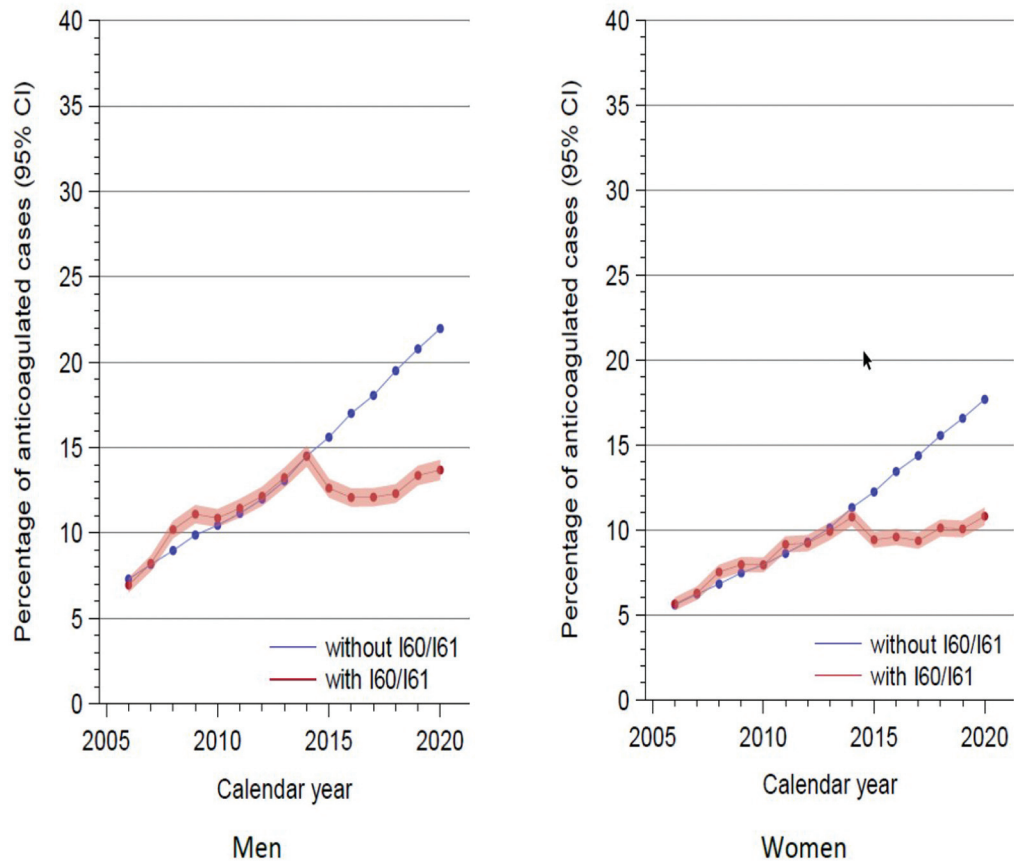 Percentage of anticoagulated cases (95% CI)
40
35
30
25
20
15
10
5
0
without I60/I61
with I60/I61
2005 2010 2015 2020
Calendar year
Men
Percentage of anticoagulated cases (95% CI)
40
35
30
25
20
15
10
5
0
without I60/I61
with I60/I61
2005 2010 2015 2020
Calendar year
Women